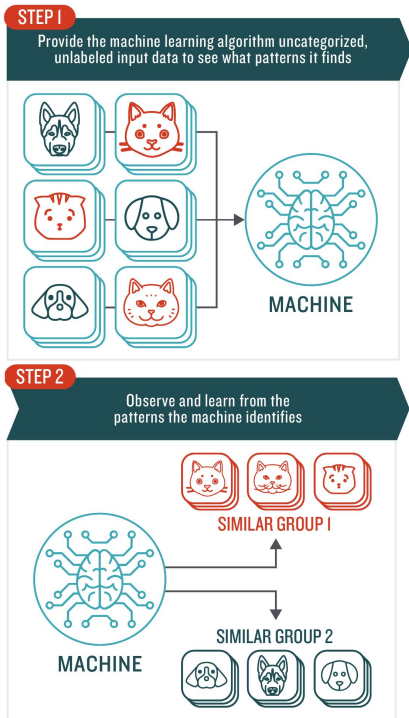 STEP 1
Provide the machine learning algorithm uncategorized,
unlabeled input data to see what patterns it finds
MACHINE
STEP 2
Observe and learn from the
patterns the machine identifies
SIMILAR GROUP 1
MACHINE
SIMILAR GROUP 2